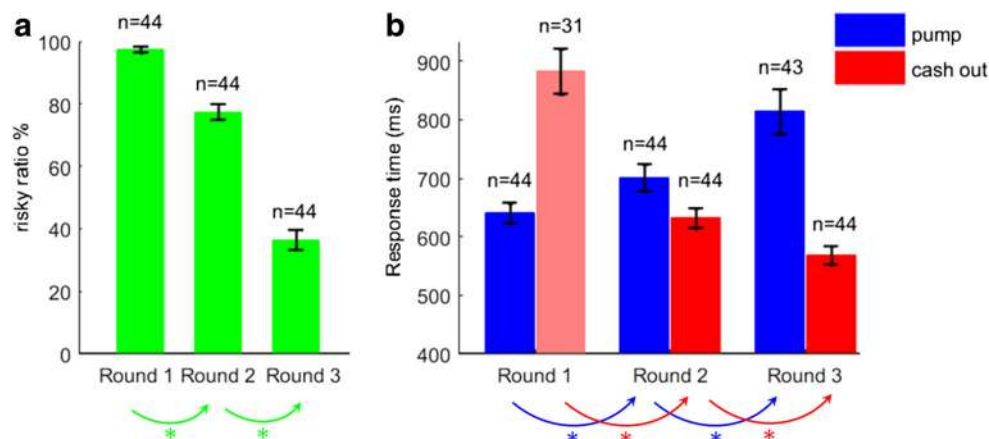 a
n=44
n=44
n=44
risky ratio %
100
80
60
40
20
0
Round 1 Round 2 Round 3
* *
b
pump
cash out
n=31
n=43
n=44
n=44
n=44
n=44
Response time (ms)
900
800
700
600
500
400
Round 1 Round 2 Round 3
* * * *